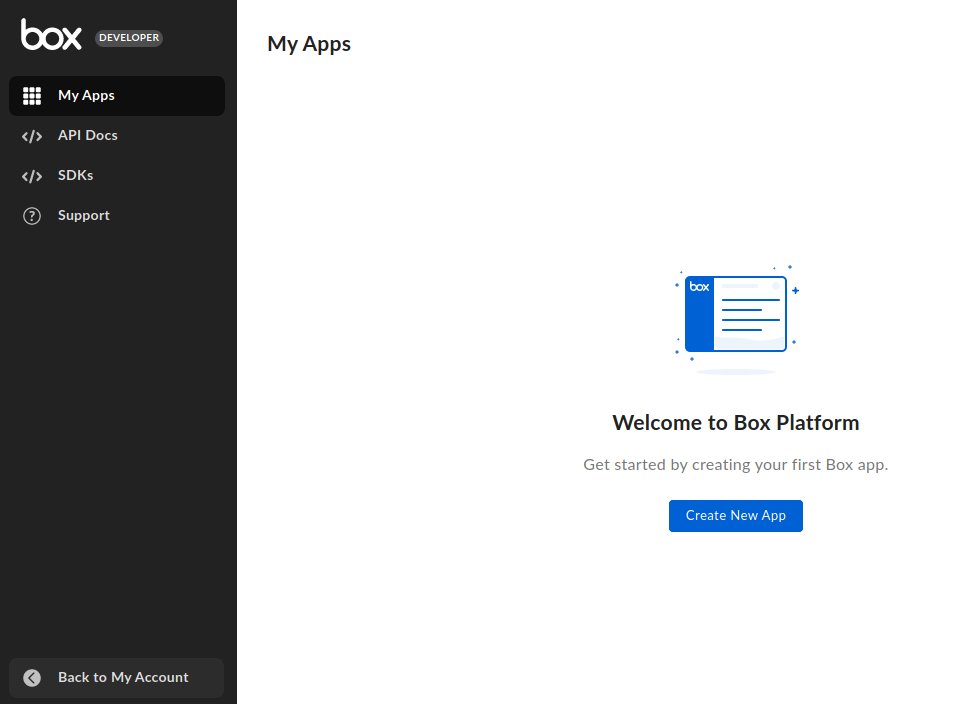 box DEVELOPER
My Apps
API Docs
SDKs
Support
Back to My Account
My Apps
box
Welcome to Box Platform
Get started by creating your first Box app.
Create New App